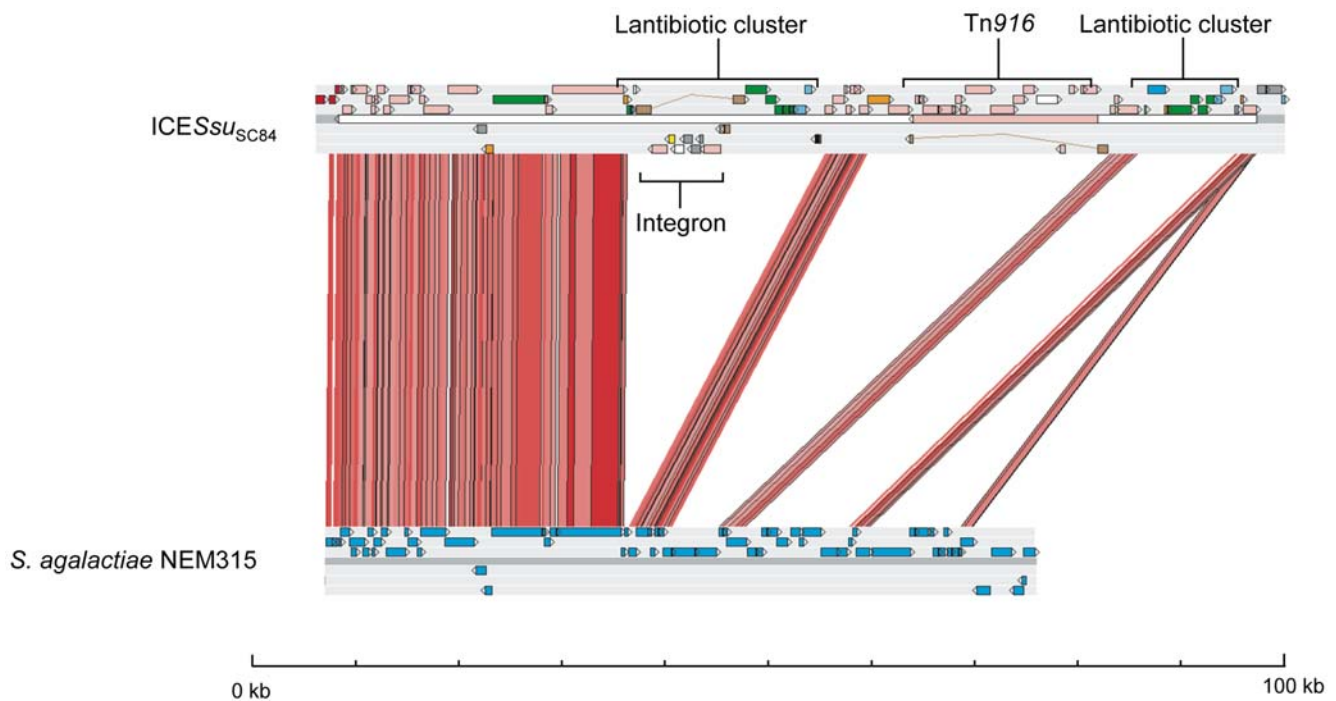 Lantibiotic cluster
Tn916
Lantibiotic cluster
ICESsuSC84
Integron
S. agalactiae NEM315
0 kb
100 kb